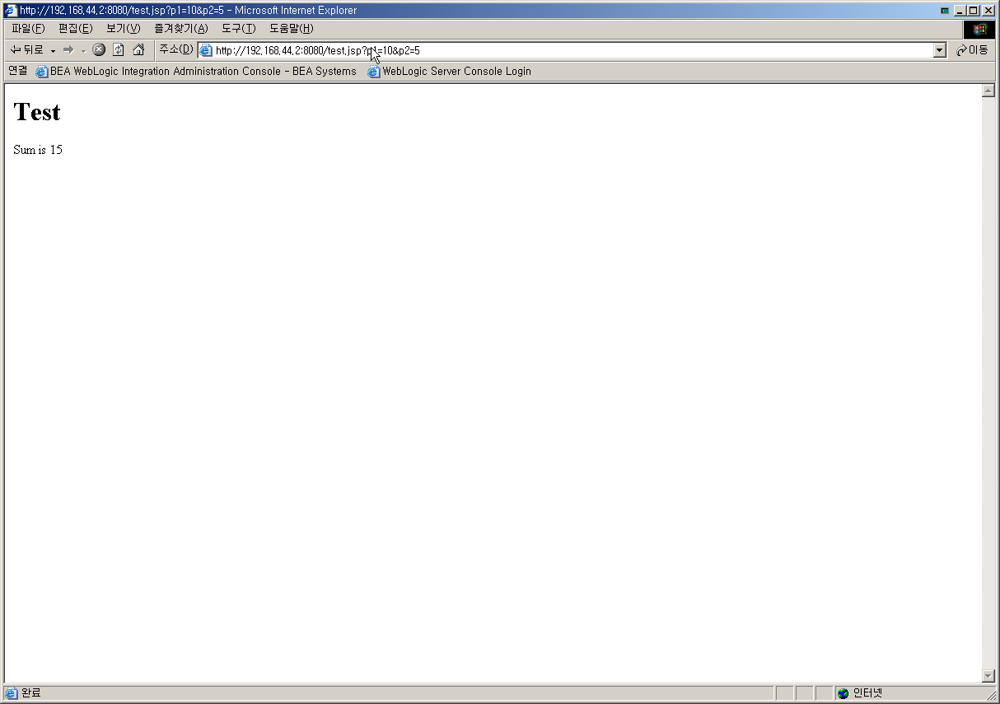 http://192.168.44.2:8080/test.jsp?p1=10&p2=5 - Microsoft Internet Explorer
파일(F) 편집(E) 보기(V) 즐겨찾기(A) 도구(T) 도움말(H)
뒤로 주소(D) http://192.168.44.2:8080/test.jsp?p1=10&p2=5 이동
연결 BEA WebLogic Integration Administration Console - BEA Systems WebLogic Server Console Login
Test
Sum is 15
완료 인터넷